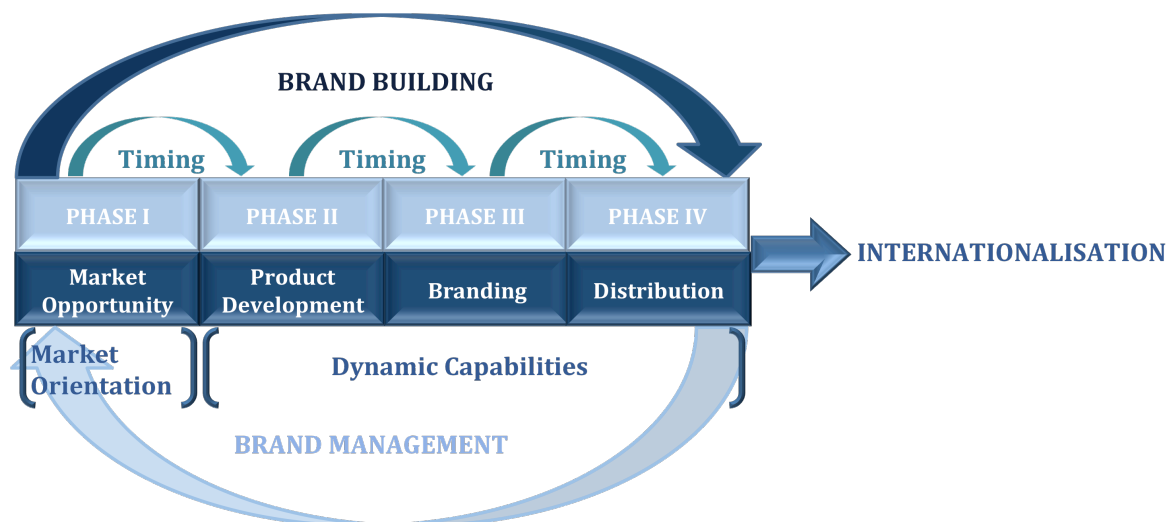 BRAND BUILDING
Timing
Timing
Timing
PHASE I
PHASE II
PHASE III
PHASE IV
Market
Opportunity
Product
Development
Branding
Distribution
INTERNATIONALISATION
Market
Orientation
Dynamic Capabilities
BRAND MANAGEMENT